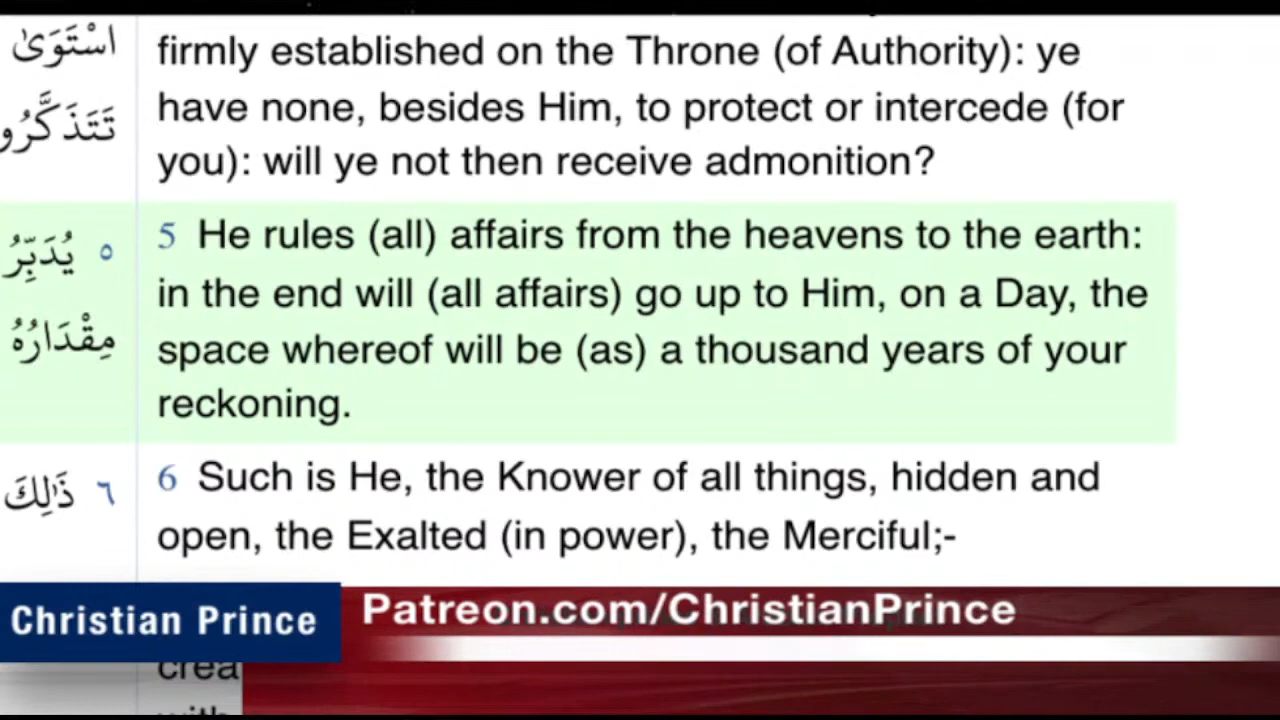 اسْتَوَىٰ
firmly established on the Throne (of Authority): ye
have none, besides Him, to protect or intercede (for
you): will ye not then receive admonition?
٥ يُدَبِّرُ
مِقْدَارُهُ
5 He rules (all) affairs from the heavens to the earth:
in the end will (all affairs) go up to Him, on a Day, the
space whereof will be (as) a thousand years of your
reckoning.
٦ ذَٰلِكَ
6 Such is He, the Knower of all things, hidden and
open, the Exalted (in power), the Merciful;-
Christian Prince
Patreon.com/ChristianPrince